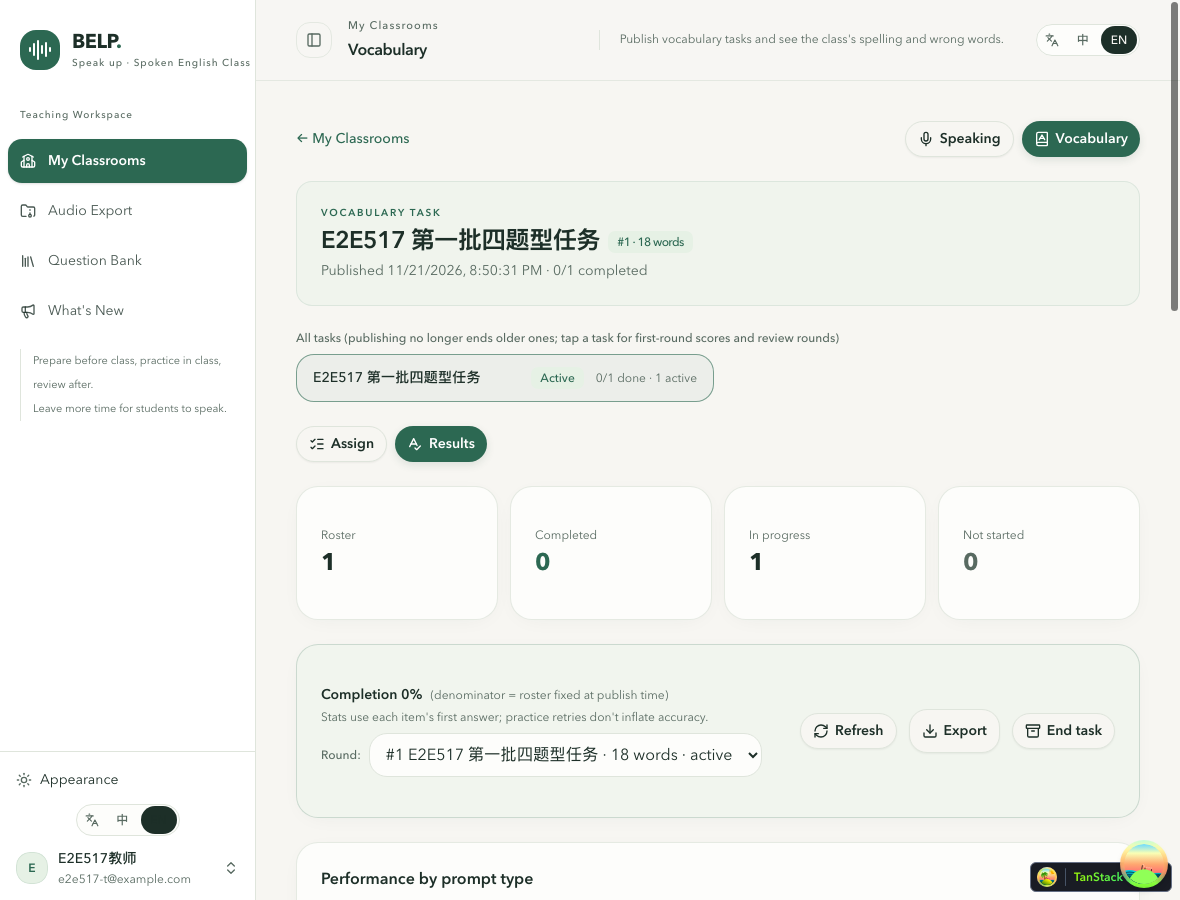 BELP.
Speak up · Spoken English Class
Teaching Workspace
My Classrooms
Audio Export
Question Bank
What's New
Prepare before class, practice in class,
review after.
Leave more time for students to speak.
Appearance
中
E
E2E517教师
e2e517-t@example.com
My Classrooms
Vocabulary
Publish vocabulary tasks and see the class's spelling and wrong words.
中 EN
← My Classrooms
Speaking
Vocabulary
VOCABULARY TASK
E2E517 第一批四题型任务 #1 · 18 words
Published 11/21/2026, 8:50:31 PM · 0/1 completed
All tasks (publishing no longer ends older ones; tap a task for first-round scores and review rounds)
E2E517 第一批四题型任务 Active 0/1 done · 1 active
Assign
Results
Roster
1
Completed
0
In progress
1
Not started
0
Completion 0% (denominator = roster fixed at publish time)
Stats use each item's first answer; practice retries don't inflate accuracy.
Round: #1 E2E517 第一批四题型任务 · 18 words · active
Refresh
Export
End task
Performance by prompt type
TanStack